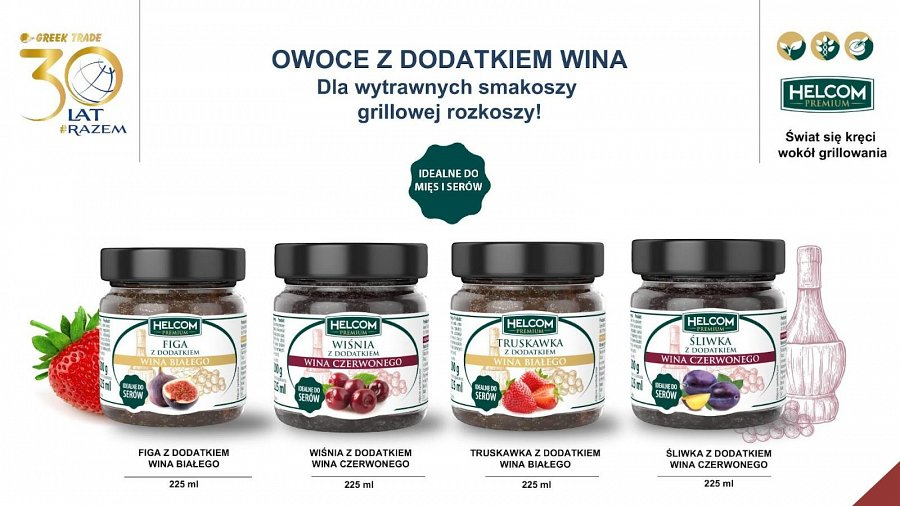 GREEK TRADE
30
LAT
#RAZEM
OWOCE Z DODATKIEM WINA
Dla wytrawnych smakoszy
grillowej rozkoszy!
HELCOM
PREMIUM
Świat się kręci
wokół grillowania
IDEALNE DO
MIĘS I SERÓW
HELCOM
PREMIUM
FIGA
Z DODATKIEM
WINA BIAŁEGO
IDEALNE DO
SERÓW
HELCOM
PREMIUM
WIŚNIA
Z DODATKIEM
WINA CZERWONEGO
IDEALNE DO
SERÓW
HELCOM
PREMIUM
TRUSKAWKA
Z DODATKIEM
WINA BIAŁEGO
IDEALNE DO
SERÓW
HELCOM
PREMIUM
ŚLIWKA
Z DODATKIEM
WINA CZERWONEGO
IDEALNE DO
SERÓW
FIGA Z DODATKIEM
WINA BIAŁEGO
225 ml
WIŚNIA Z DODATKIEM
WINA CZERWONEGO
225 ml
TRUSKAWKA Z DODATKIEM
WINA BIAŁEGO
225 ml
ŚLIWKA Z DODATKIEM
WINA CZERWONEGO
225 ml